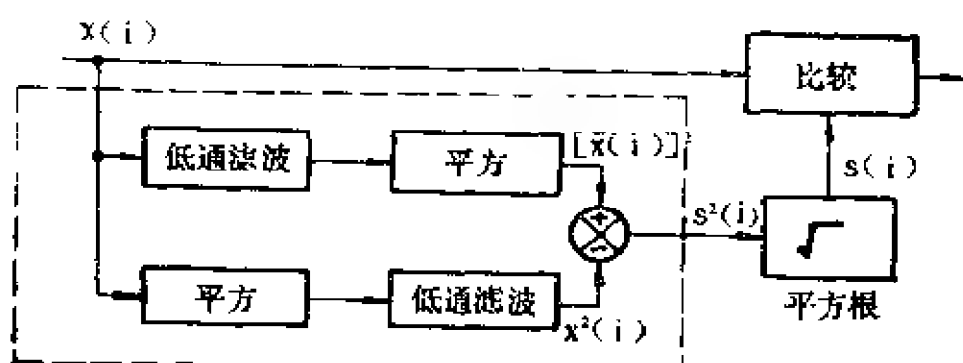 x(i)
比较
低通滤波
平方
[x̄(i)]²
s(i)
+
-
s²(i)
√
平方
低通滤波
x²(i)
平方根